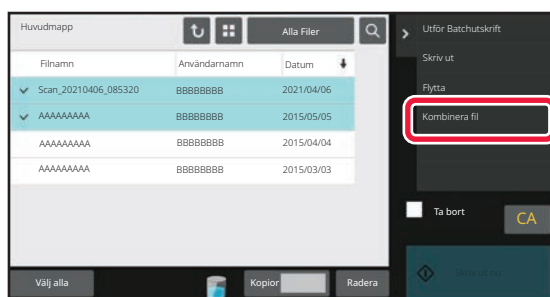 Huvudmapp
Alla Filer
Filnamn Användarnamn Datum
Scan_20210406_085320 BBBBBBBB 2021/04/06
AAAAAAAAA BBBBBBBB 2015/05/05
AAAAAAAAA BBBBBBBB 2015/04/04
AAAAAAAAA BBBBBBBB 2015/03/03
Välj alla
Kopior
Radera
Utför Batchutskrift
Skriv ut
Flytta
Kombinera fil
Ta bort
CA